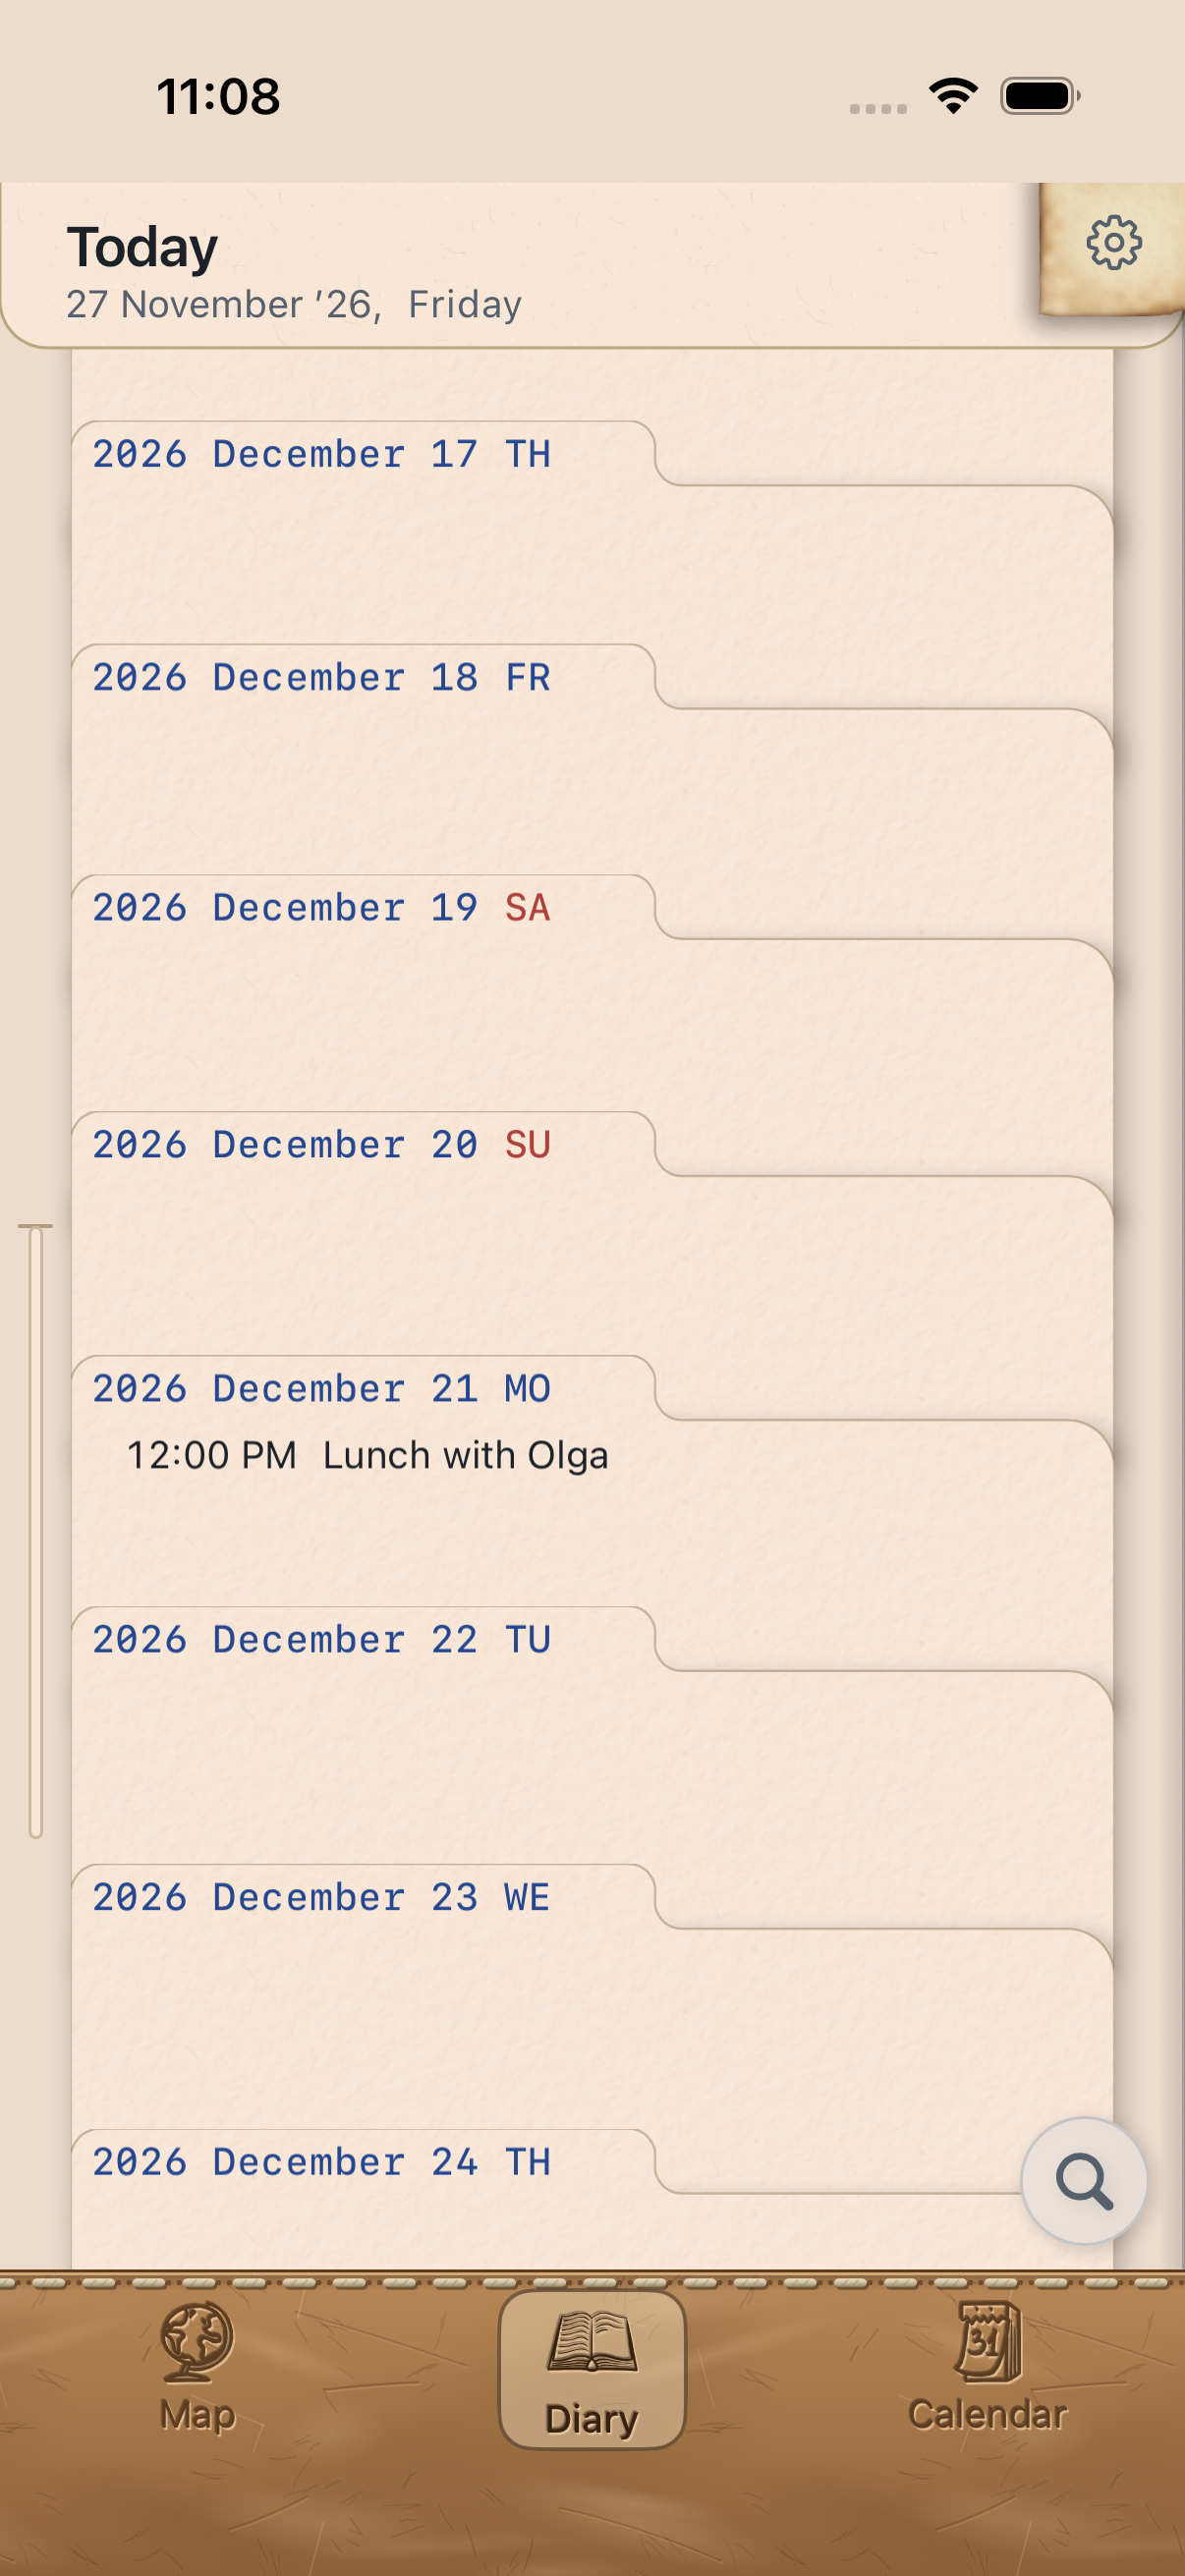 11:08
Today
27 November ’26, Friday
2026 December 17 TH
2026 December 18 FR
2026 December 19 SA
2026 December 20 SU
2026 December 21 MO
12:00 PM Lunch with Olga
2026 December 22 TU
2026 December 23 WE
2026 December 24 TH
31
Map
Diary
Calendar